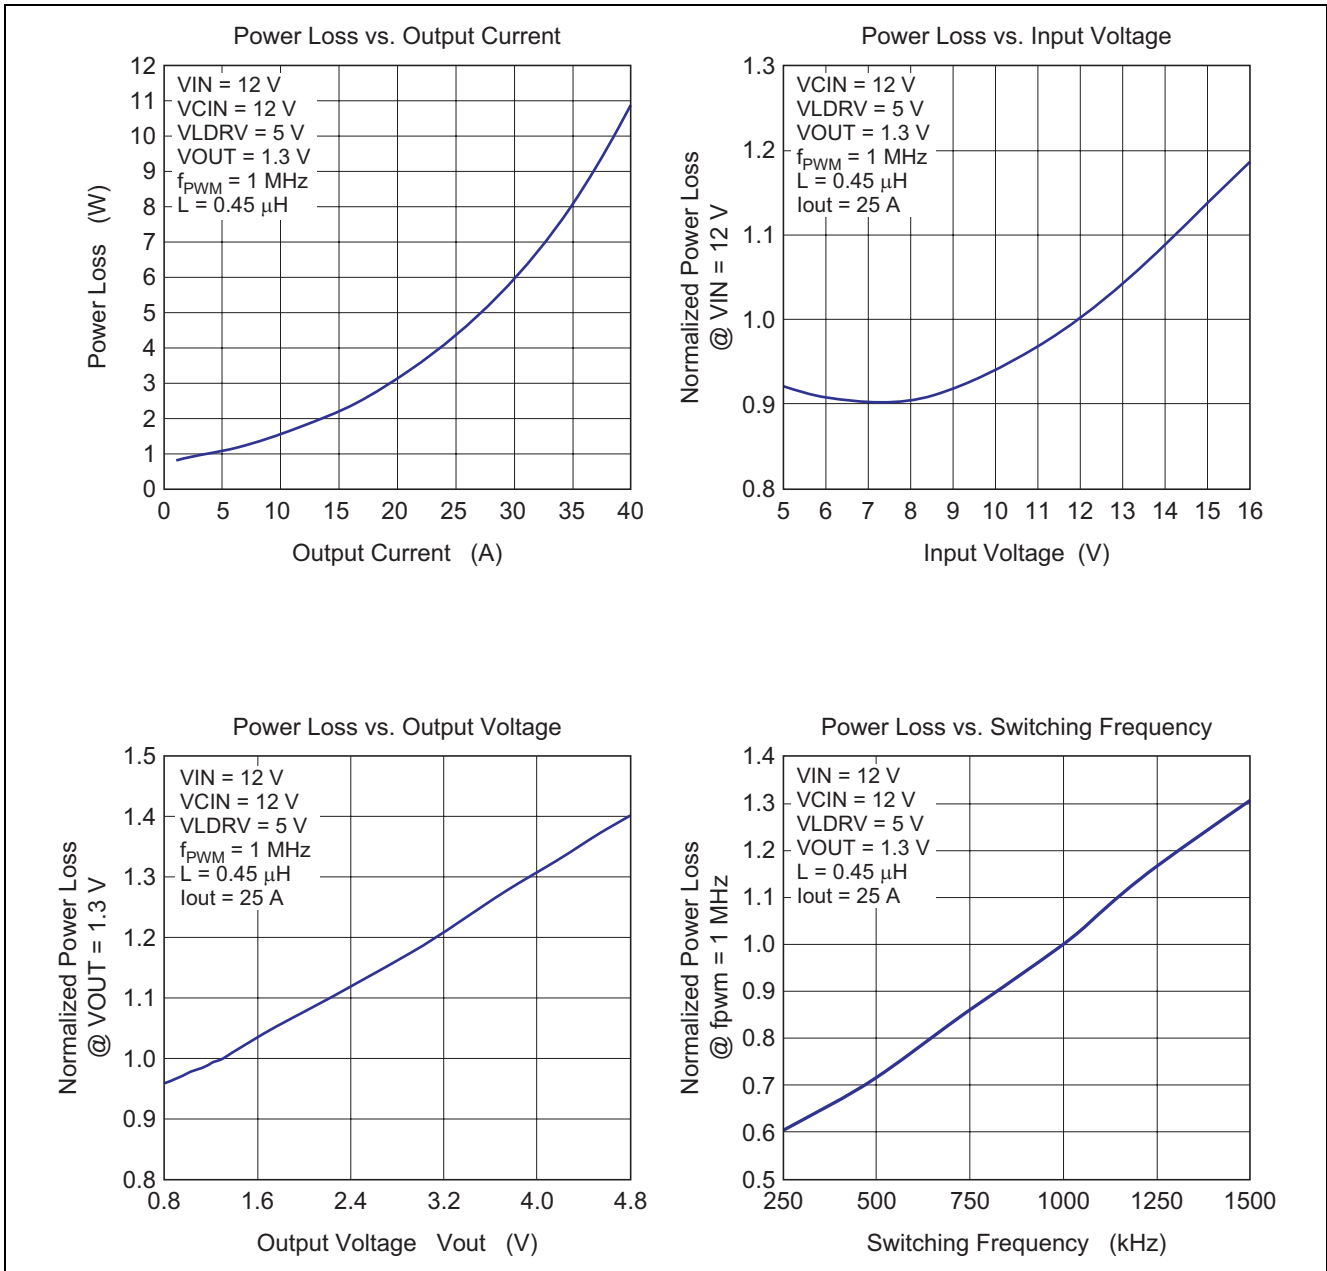 Power Loss vs. Output Current
12
11
10
9
8
7
6
5
4
3
2
1
0
Power Loss (W)
VIN = 12 V
VCIN = 12 V
VLDRV = 5 V
VOUT = 1.3 V
fPWM = 1 MHz
L = 0.45 μH
0 5 10 15 20 25 30 35 40
Output Current (A)
Power Loss vs. Input Voltage
1.3
1.2
1.1
1.0
0.9
0.8
Normalized Power Loss
@ VIN = 12 V
VCIN = 12 V
VLDRV = 5 V
VOUT = 1.3 V
fPWM = 1 MHz
L = 0.45 μH
Iout = 25 A
5 6 7 8 9 10 11 12 13 14 15 16
Input Voltage (V)
Power Loss vs. Output Voltage
1.5
1.4
1.3
1.2
1.1
1.0
0.9
0.8
Normalized Power Loss
@ VOUT = 1.3 V
VIN = 12 V
VCIN = 12 V
VLDRV = 5 V
fPWM = 1 MHz
L = 0.45 μH
Iout = 25 A
0.8 1.6 2.4 3.2 4.0 4.8
Output Voltage Vout (V)
Power Loss vs. Switching Frequency
1.4
1.3
1.2
1.1
1.0
0.9
0.8
0.7
0.6
0.5
Normalized Power Loss
@ fpwm = 1 MHz
VIN = 12 V
VCIN = 12 V
VLDRV = 5 V
VOUT = 1.3 V
L = 0.45 μH
Iout = 25 A
250 500 750 1000 1250 1500
Switching Frequency (kHz)